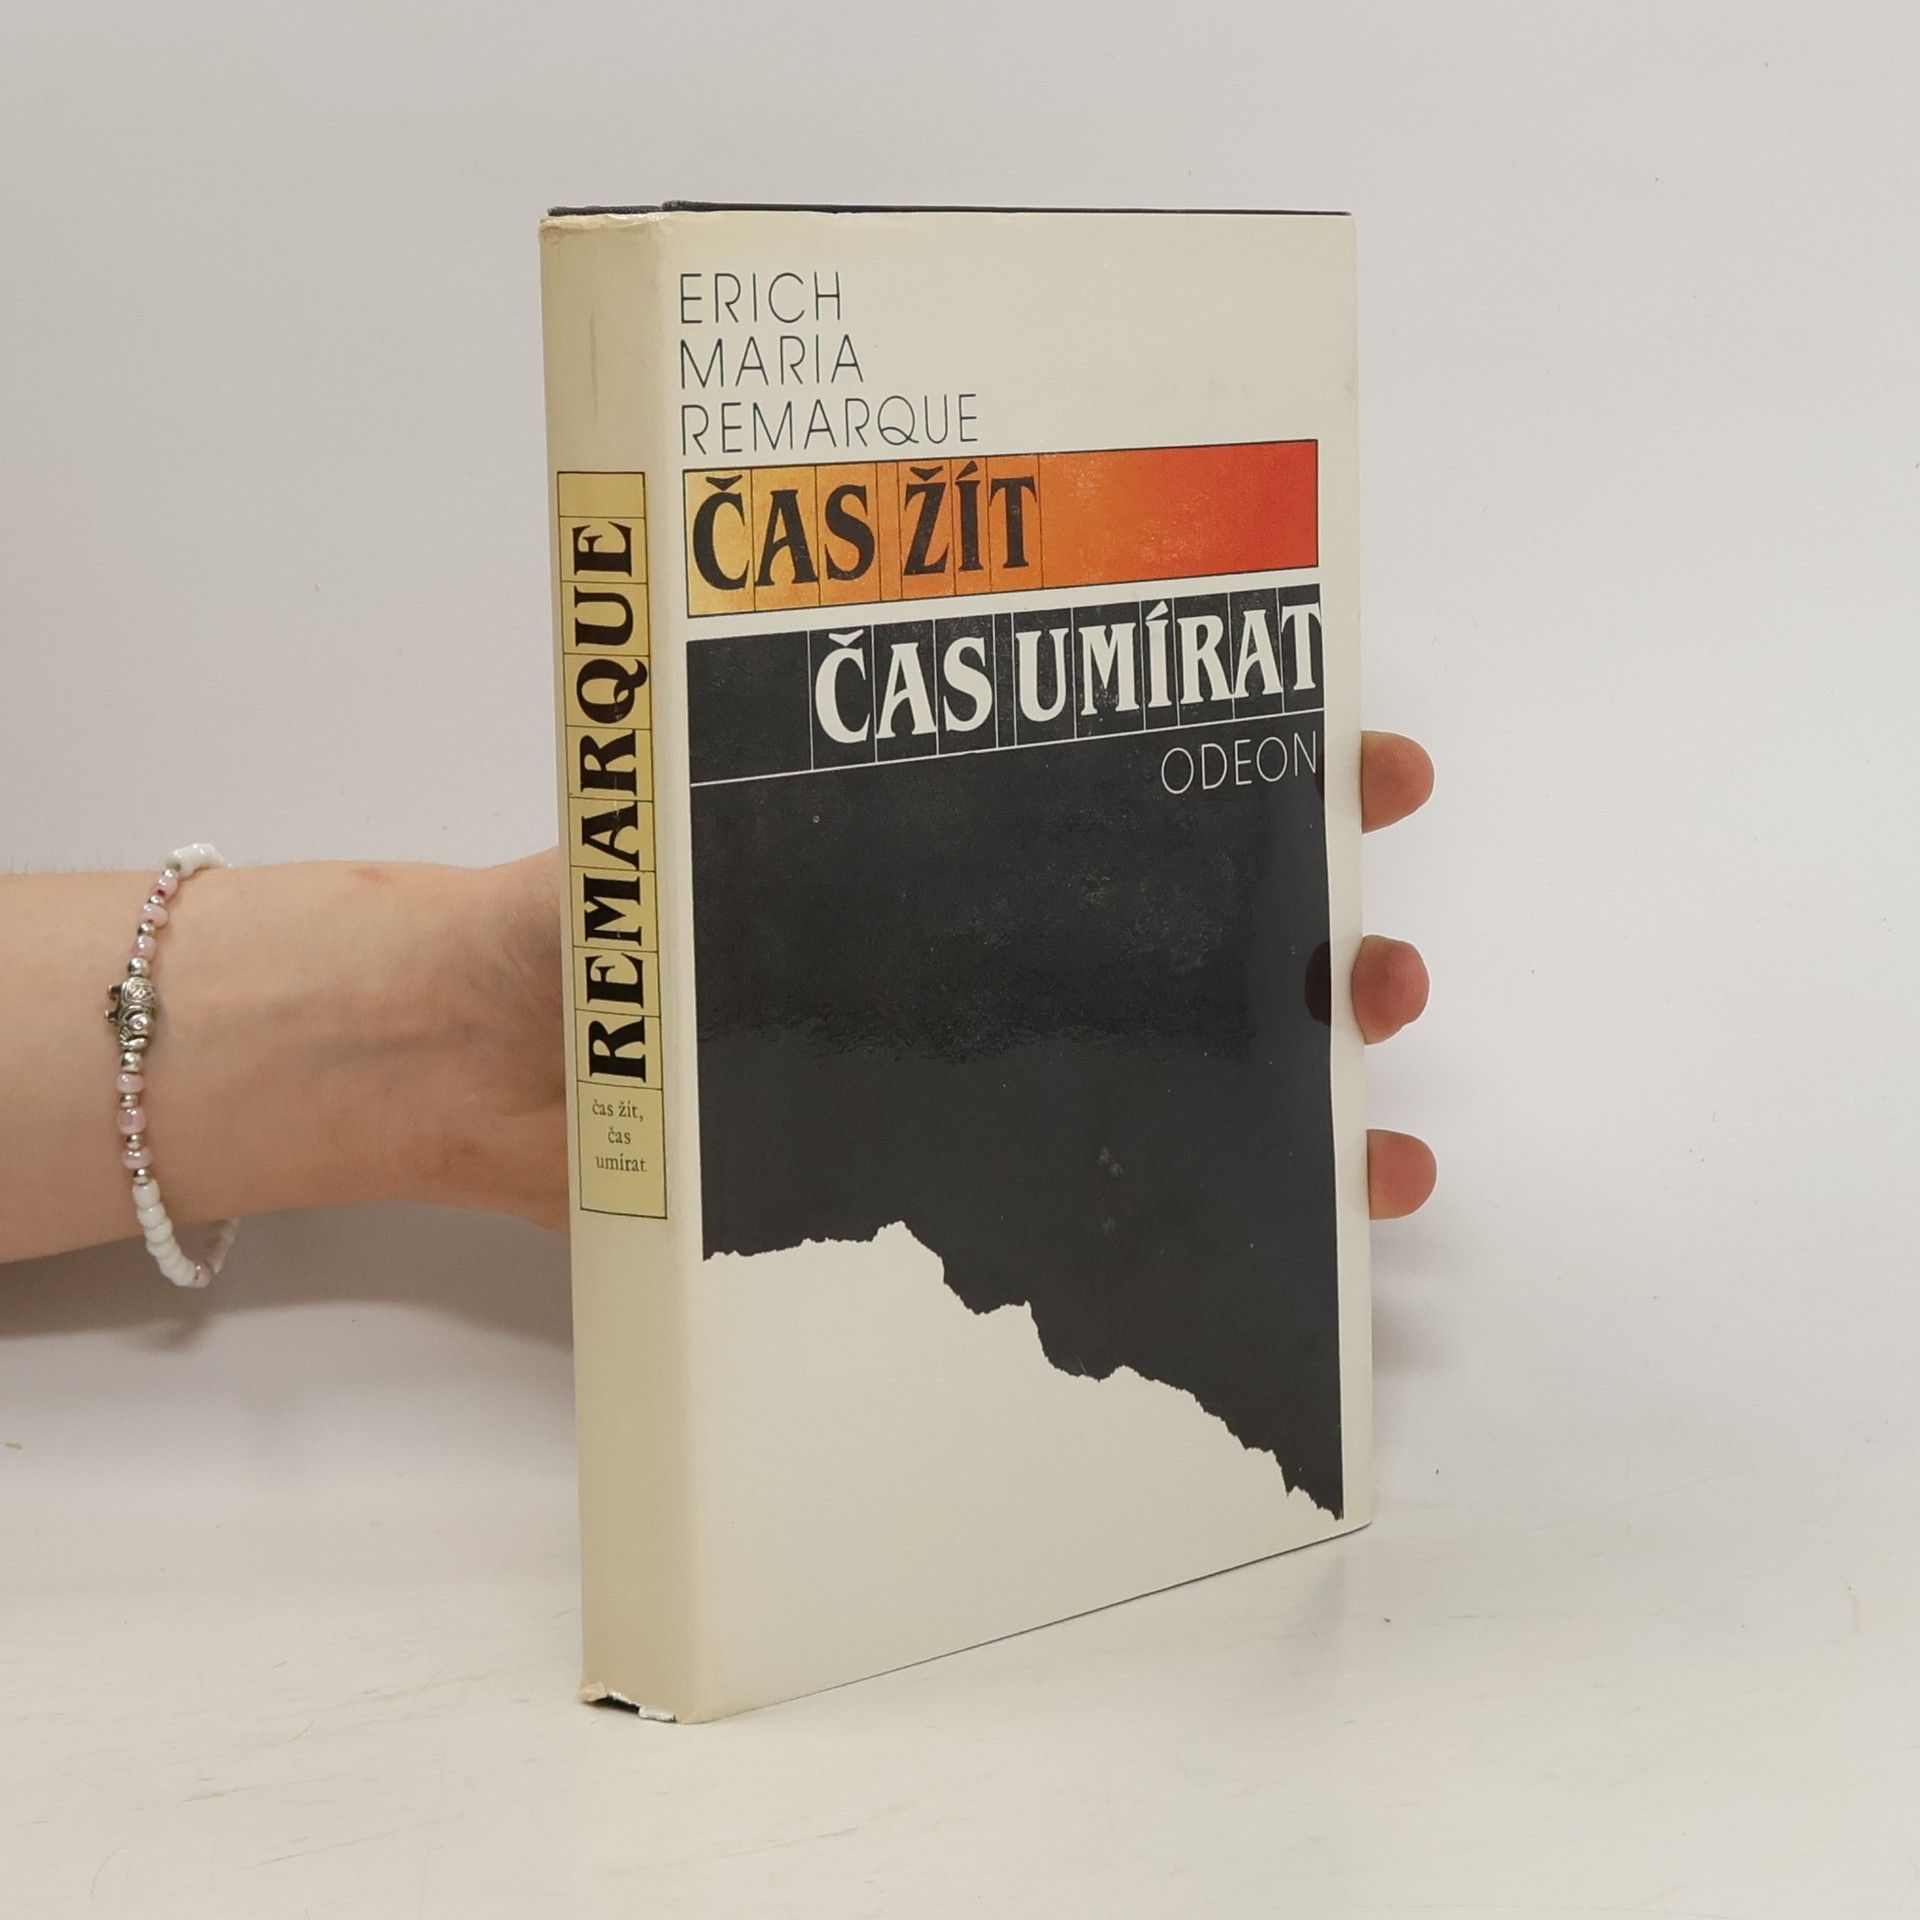 ERICH
MARIA
REMARQUE
ČAS ŽÍT
ČAS UMÍRAT
ODEON
REMARQUE
čas žít,
čas
umírat